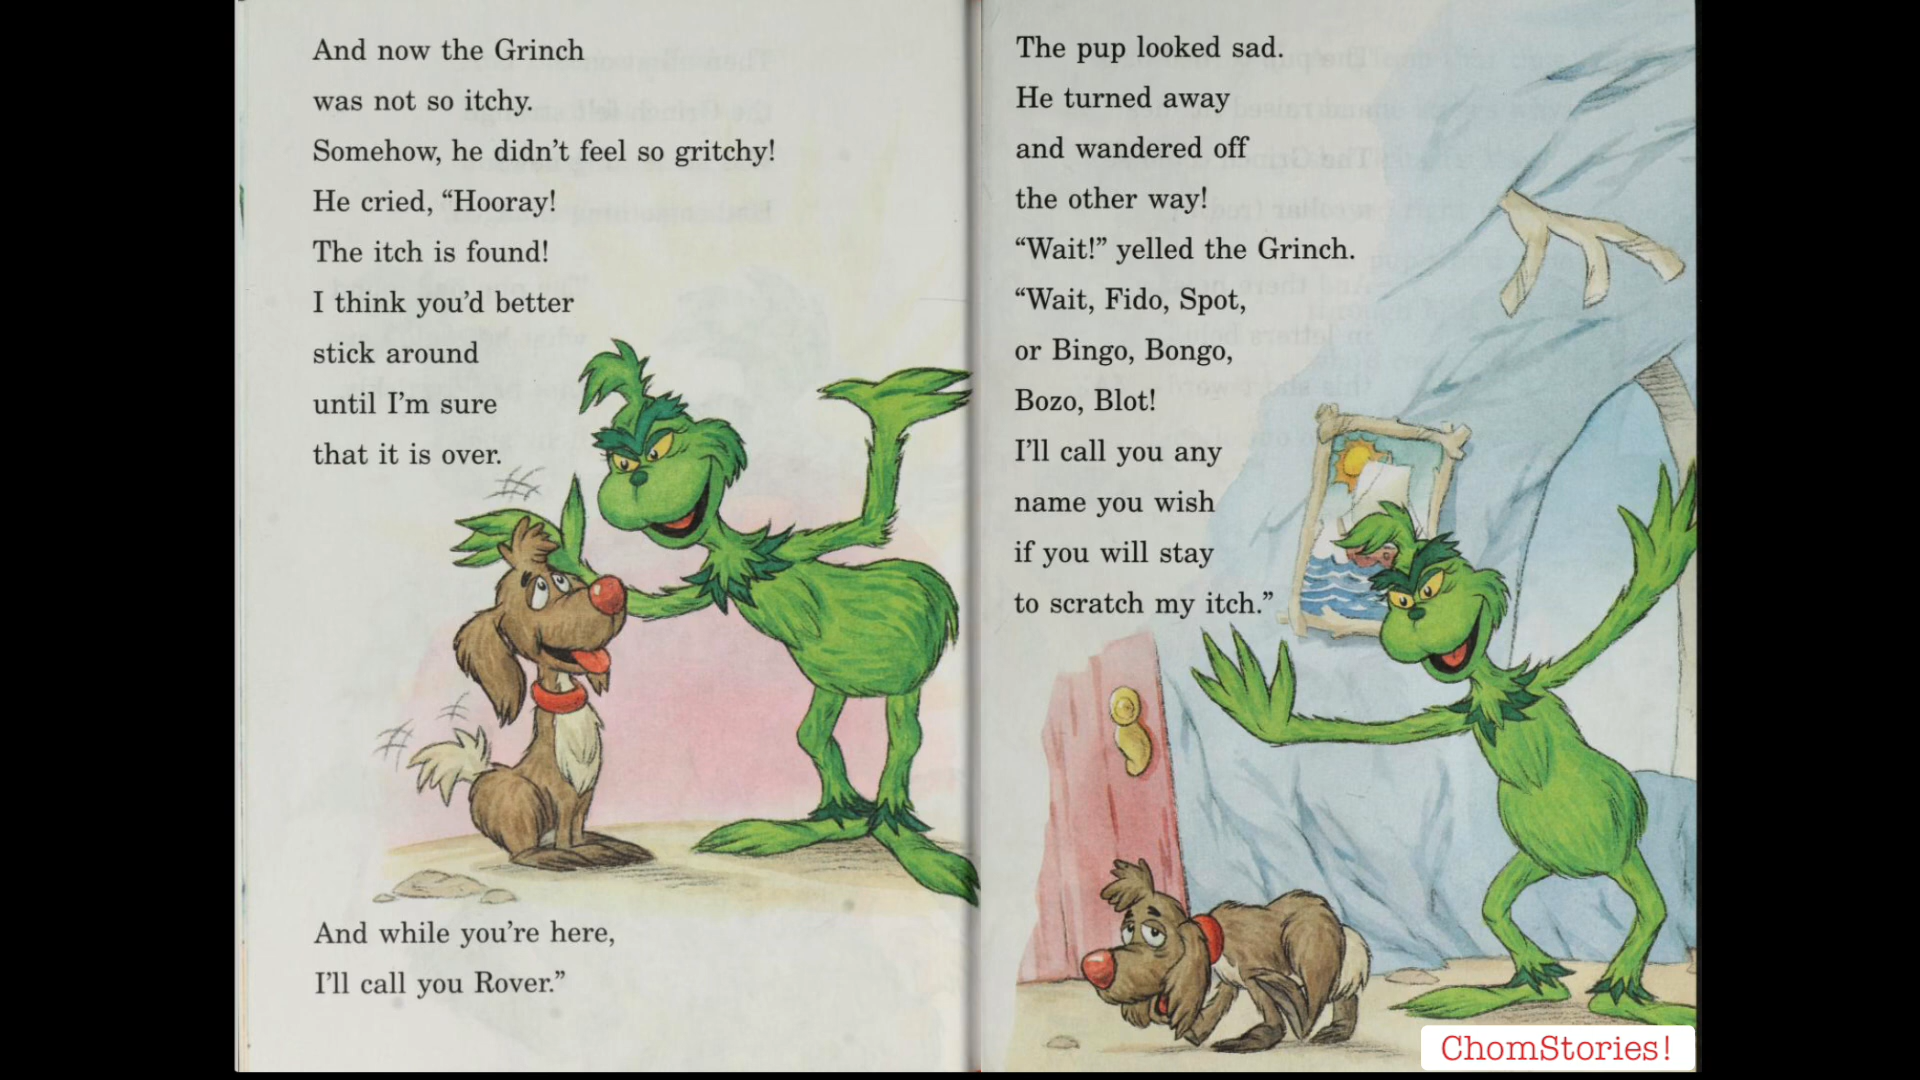 And now the Grinch
was not so itchy.
Somehow, he didn't feel so gritchy!
He cried, “Hooray!
The itch is found!
I think you'd better
stick around
until I'm sure
that it is over.
And while you're here,
I'll call you Rover.”
The pup looked sad.
He turned away
and wandered off
the other way!
“Wait!” yelled the Grinch.
“Wait, Fido, Spot,
or Bingo, Bongo,
Bozo, Blot!
I'll call you any
name you wish
if you will stay
to scratch my itch.”
ChomStories!